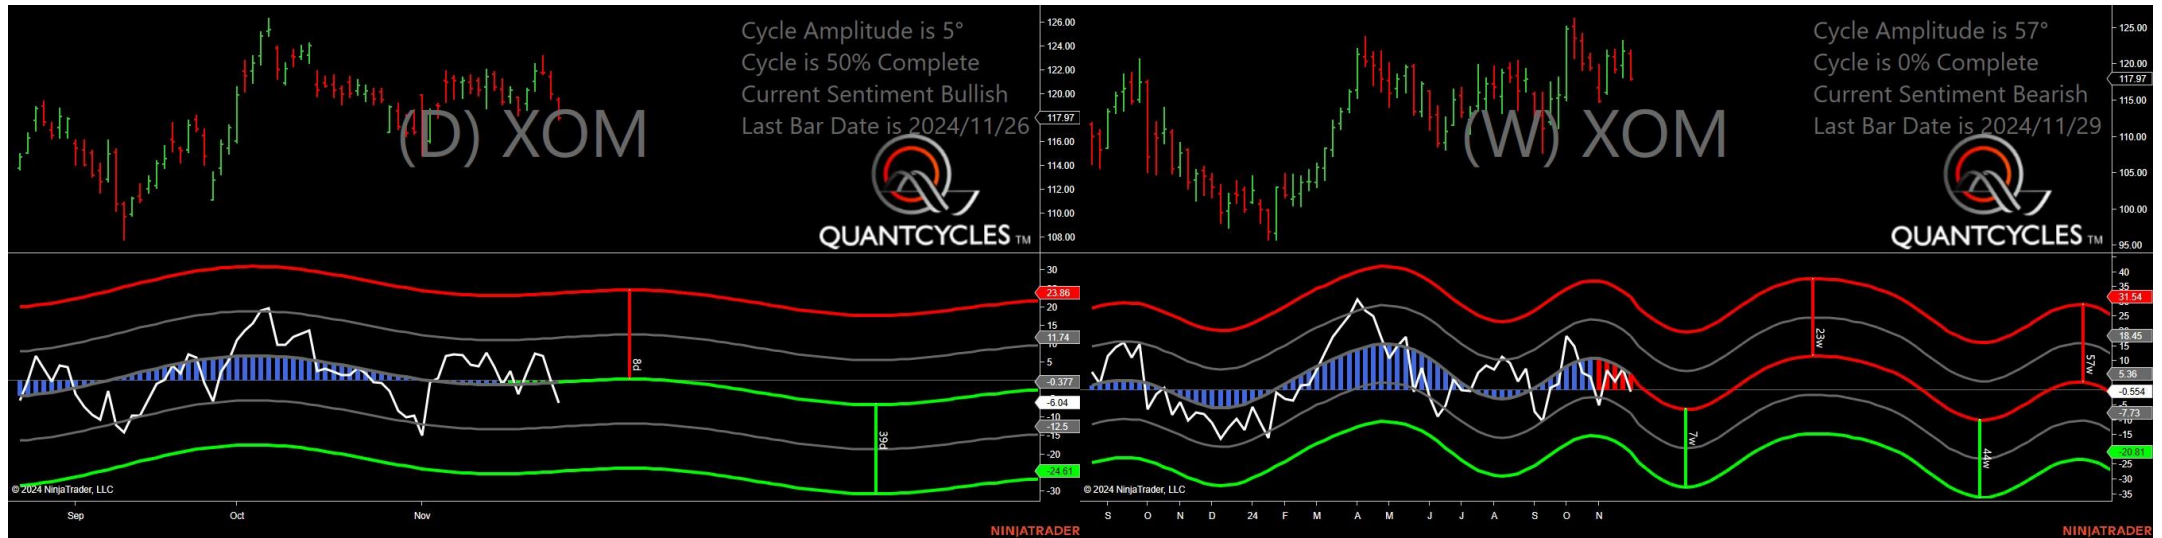 Cycle Amplitude is 5°
Cycle is 50% Complete
Current Sentiment Bullish
Last Bar Date is 2024/11/26
(D) XOM
QUANTCYCLES TM
126.00
124.00
122.00
120.00
117.97
116.00
114.00
112.00
110.00
108.00
30
23.86
20
15
11.74
10
5
-0.377
-6.04
-10
-12.5
-15
-20
-24.61
-30
8d
39d
© 2024 NinjaTrader, LLC
Sep Oct Nov
NINJATRADER
Cycle Amplitude is 57°
Cycle is 0% Complete
Current Sentiment Bearish
Last Bar Date is 2024/11/29
(W) XOM
QUANTCYCLES TM
125.00
120.00
117.97
115.00
110.00
105.00
100.00
95.00
40
35
31.54
25
18.45
15
10
5.36
-0.554
-5
-7.73
-10
-15
-20.81
-25
-30
-35
7w
23w
44w
57w
© 2024 NinjaTrader, LLC
S O N D 24 F M A M J J A S O N
NINJATRADER